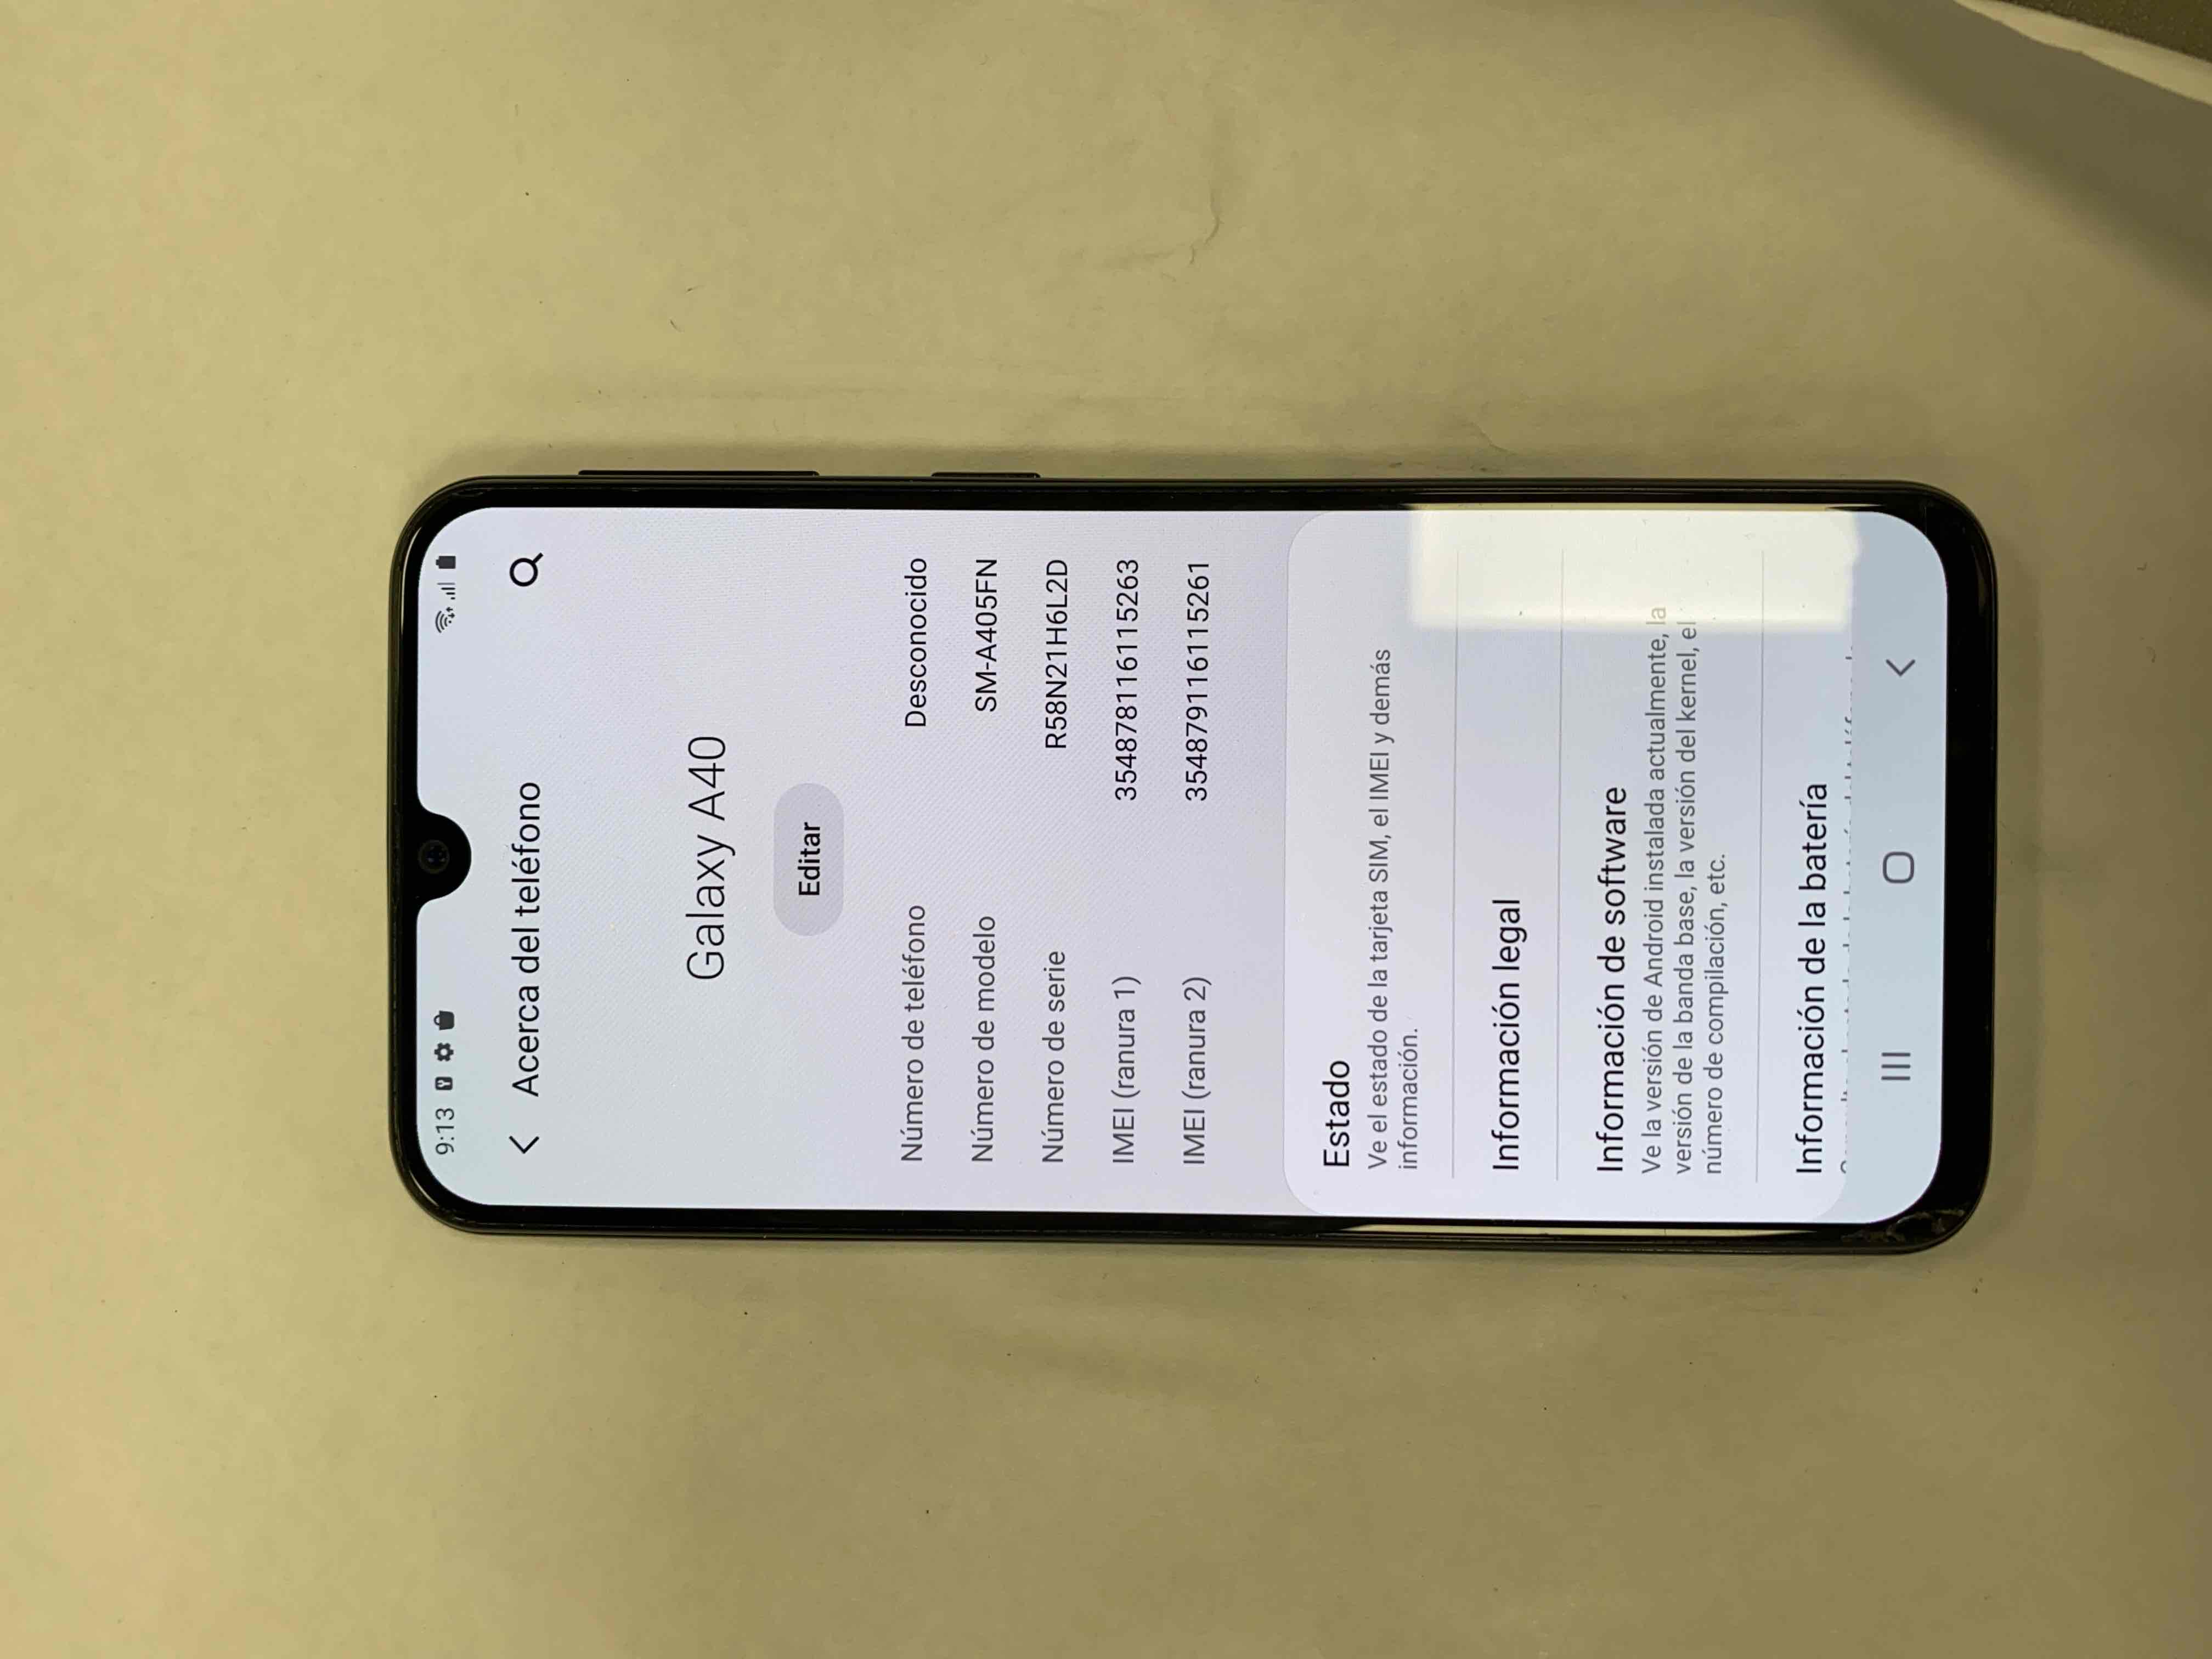 9:13
Acerca del teléfono
Galaxy A40
Editar
Número de teléfono Desconocido
Número de modelo SM-A405FN
Número de serie R58N21H6L2D
IMEI (ranura 1) 354878116115263
IMEI (ranura 2) 354879116115261
Estado
Ve el estado de la tarjeta SIM, el IMEI y demás
información.
Información legal
Información de software
Ve la versión de Android instalada actualmente, la
versión de la banda base, la versión del kernel, el
número de compilación, etc.
Información de la batería